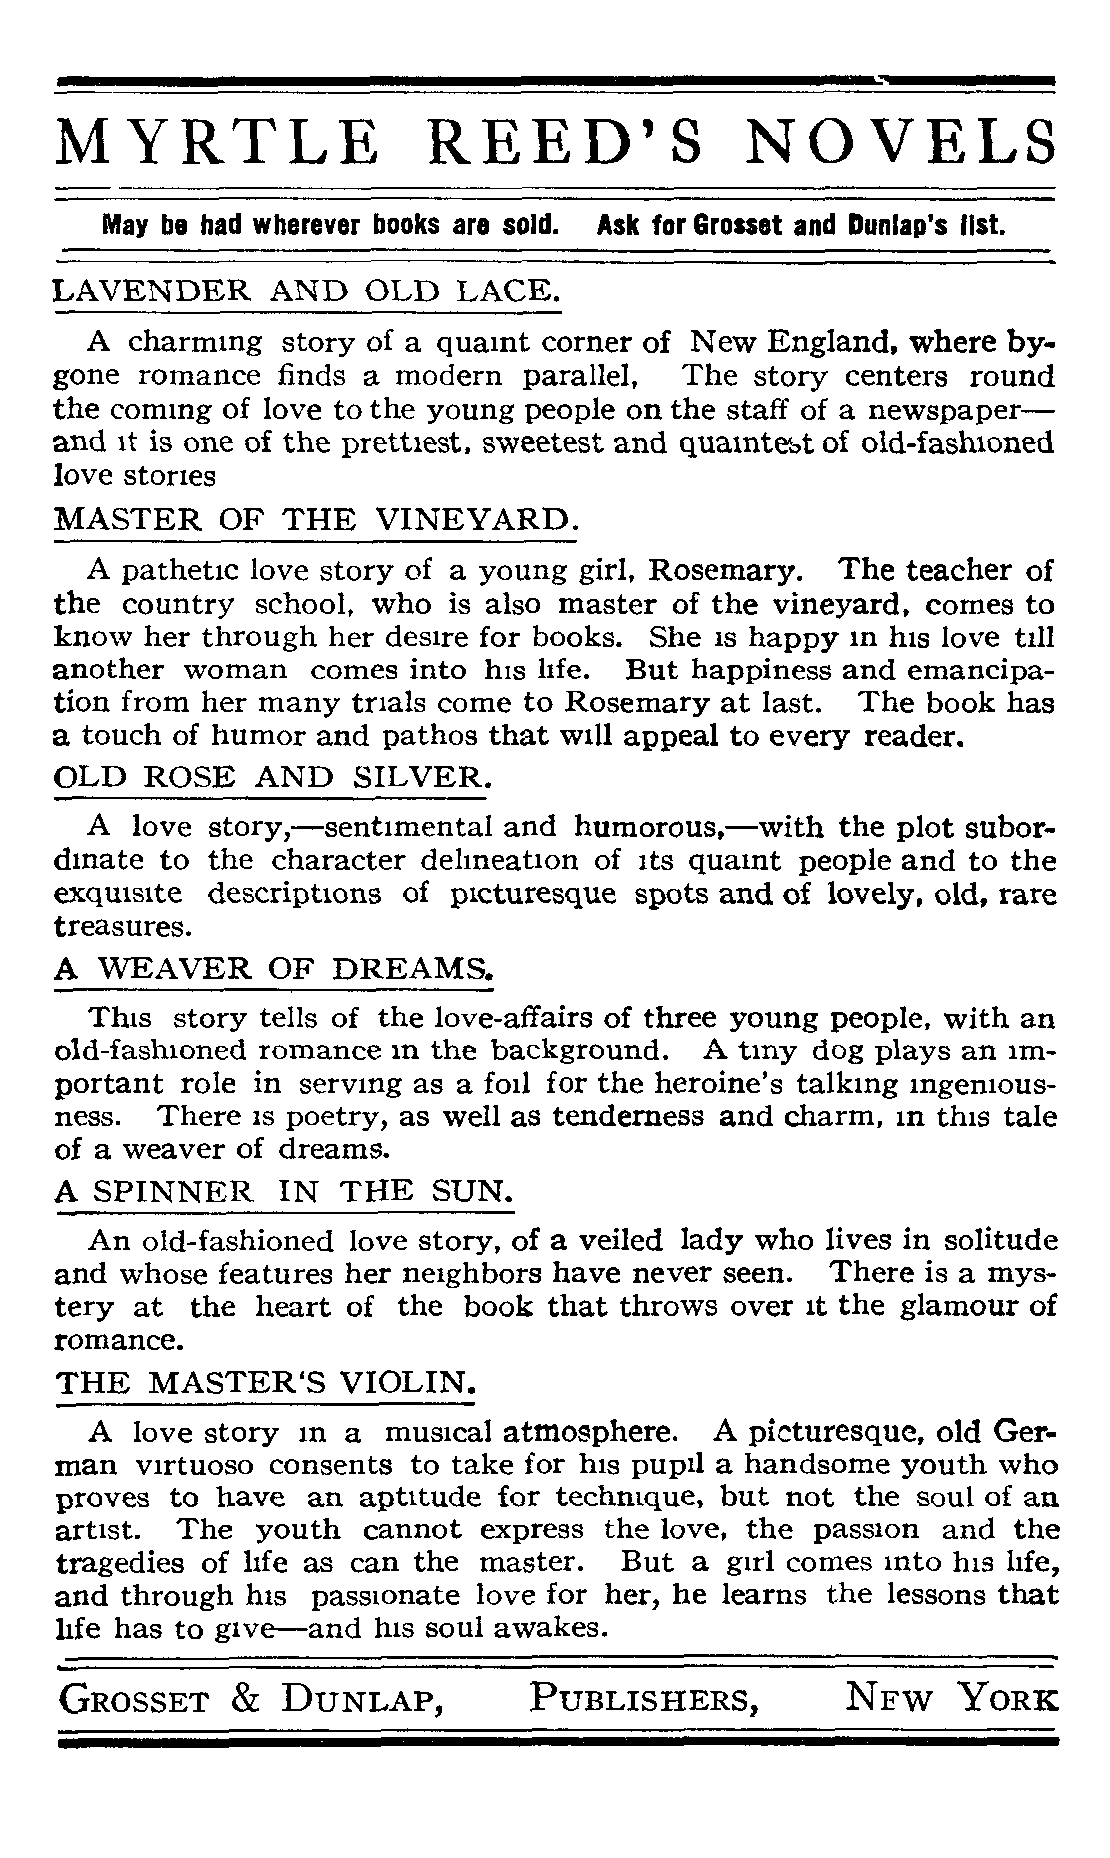 MYRTLE REED'S NOVELS
May be had wherever books are sold. Ask for Grosset and Dunlap's list.
LAVENDER AND OLD LACE.
A charming story of a quaint corner of New England, where by-
gone romance finds a modern parallel, The story centers round
the coming of love to the young people on the staff of a newspaper—
and it is one of the prettiest, sweetest and quaintest of old-fashioned
love stories
MASTER OF THE VINEYARD.
A pathetic love story of a young girl, Rosemary. The teacher of
the country school, who is also master of the vineyard, comes to
know her through her desire for books. She is happy in his love till
another woman comes into his life. But happiness and emancipa-
tion from her many trials come to Rosemary at last. The book has
a touch of humor and pathos that will appeal to every reader.
OLD ROSE AND SILVER.
A love story,—sentimental and humorous,—with the plot subor-
dinate to the character delineation of its quaint people and to the
exquisite descriptions of picturesque spots and of lovely, old, rare
treasures.
A WEAVER OF DREAMS.
This story tells of the love-affairs of three young people, with an
old-fashioned romance in the background. A tiny dog plays an im-
portant role in serving as a foil for the heroine's talking ingenious-
ness. There is poetry, as well as tenderness and charm, in this tale
of a weaver of dreams.
A SPINNER IN THE SUN.
An old-fashioned love story, of a veiled lady who lives in solitude
and whose features her neighbors have never seen. There is a mys-
tery at the heart of the book that throws over it the glamour of
romance.
THE MASTER'S VIOLIN.
A love story in a musical atmosphere. A picturesque, old Ger-
man virtuoso consents to take for his pupil a handsome youth who
proves to have an aptitude for technique, but not the soul of an
artist. The youth cannot express the love, the passion and the
tragedies of life as can the master. But a girl comes into his life,
and through his passionate love for her, he learns the lessons that
life has to give—and his soul awakes.
GROSSET & DUNLAP, PUBLISHERS, NEW YORK